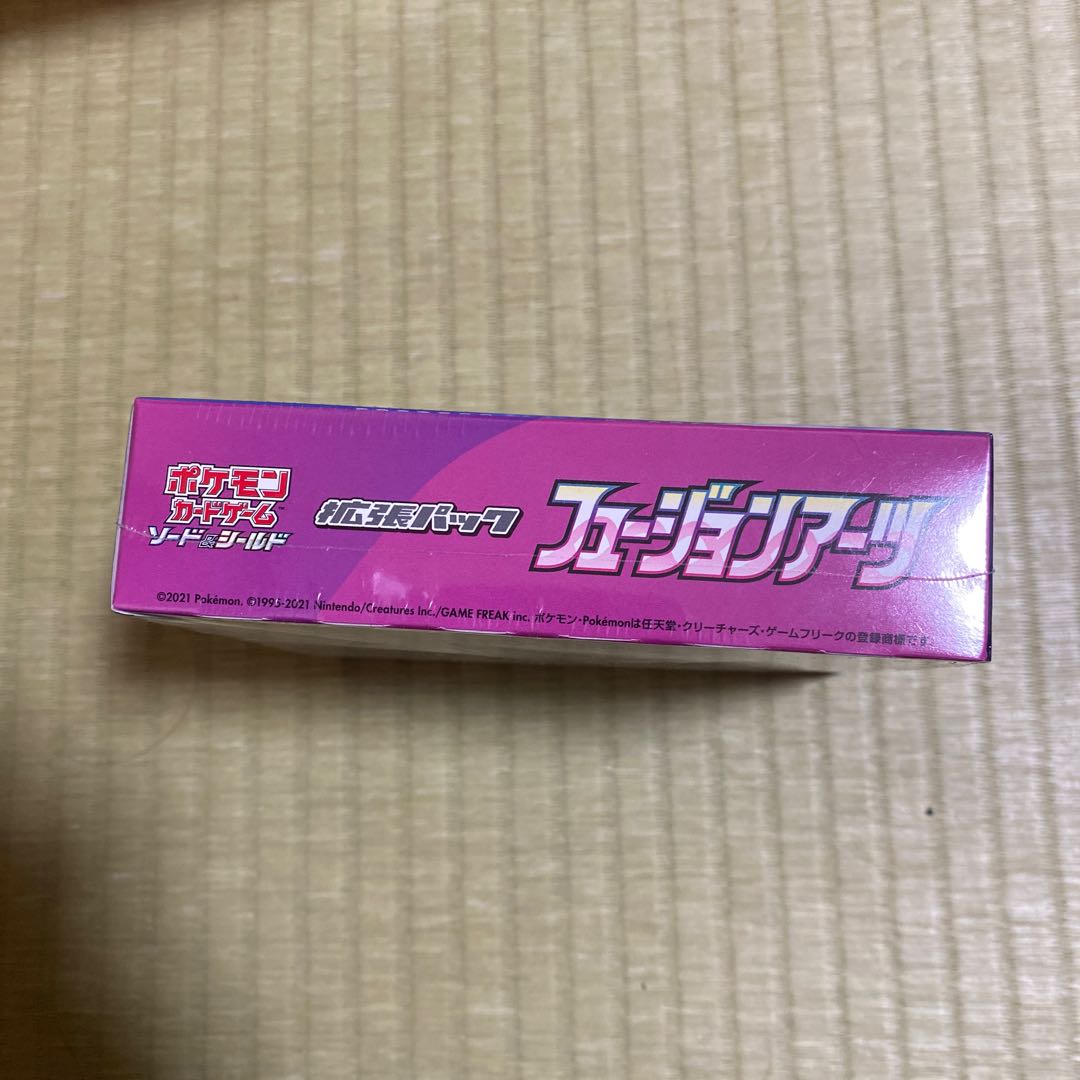 ポケモン
カードゲーム™
ソード&シールド
拡張パック
フュージョンアーツ
©2021 Pokémon. ©1995-2021 Nintendo/Creatures Inc./GAME FREAK inc. ポケモン・Pokémonは任天堂・クリーチャーズ・ゲームフリークの登録商標です。